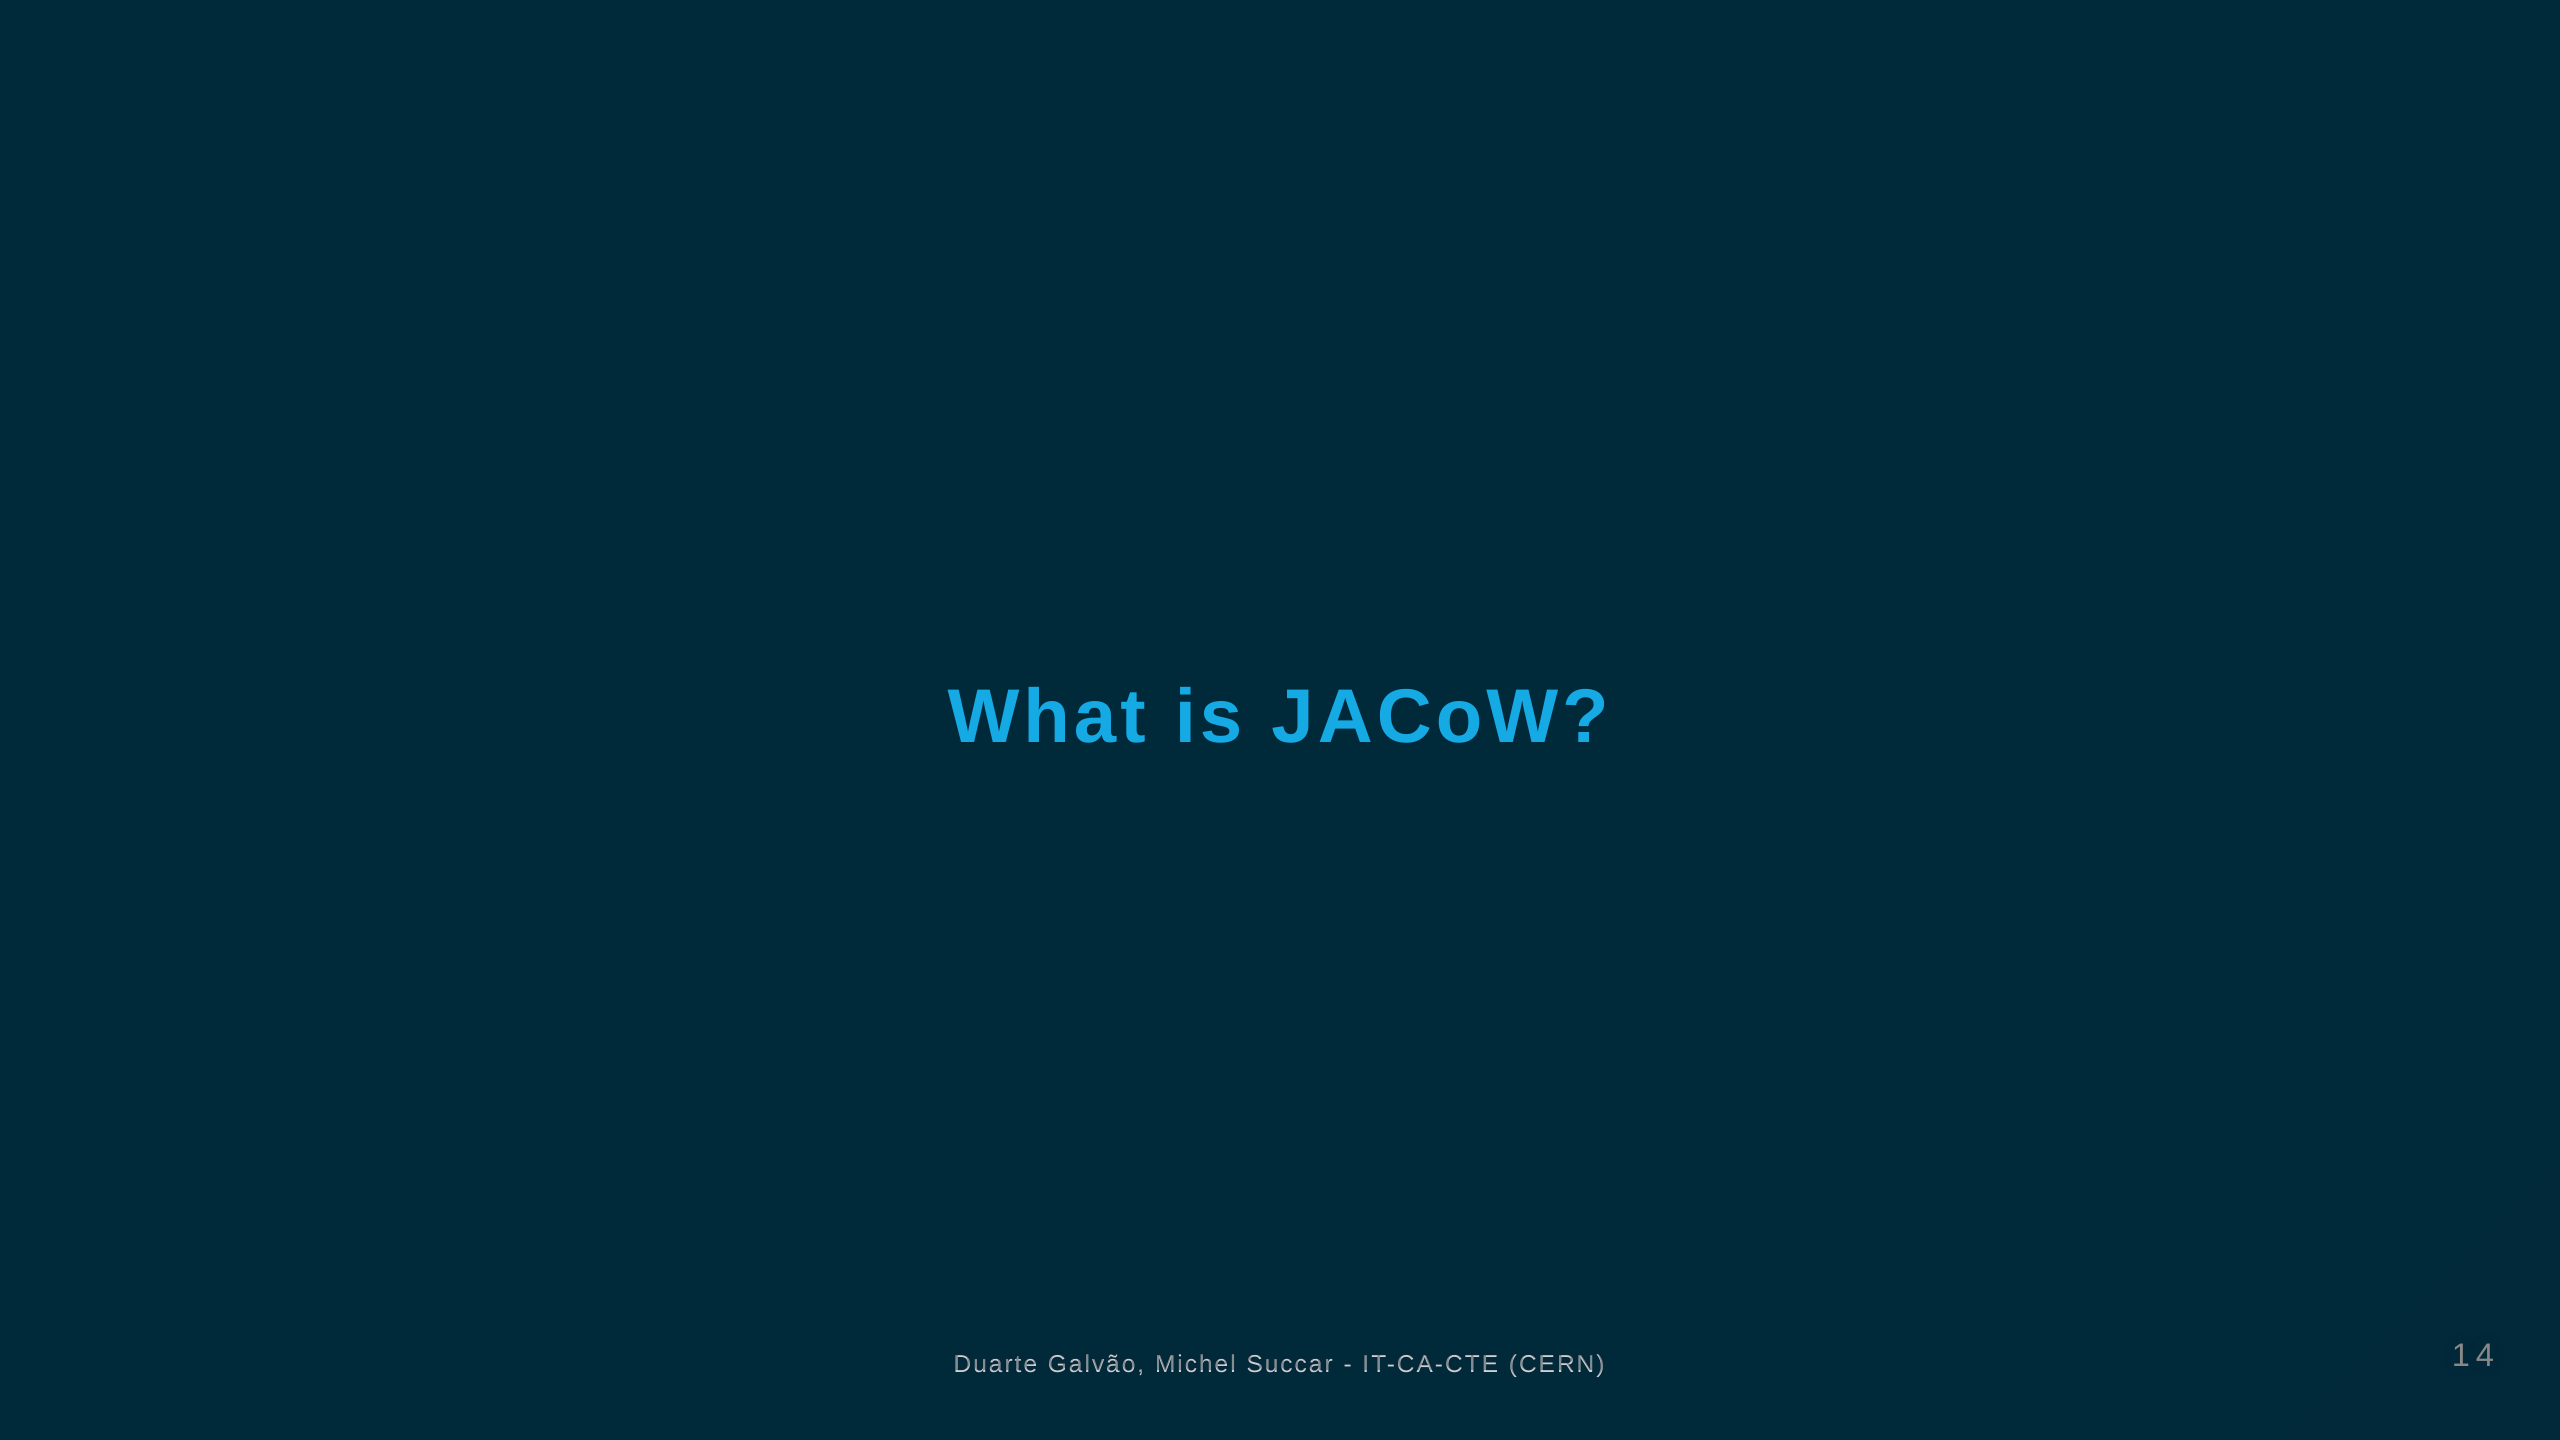 What is JACoW?
Duarte Galvão, Michel Succar - IT-CA-CTE (CERN)
14